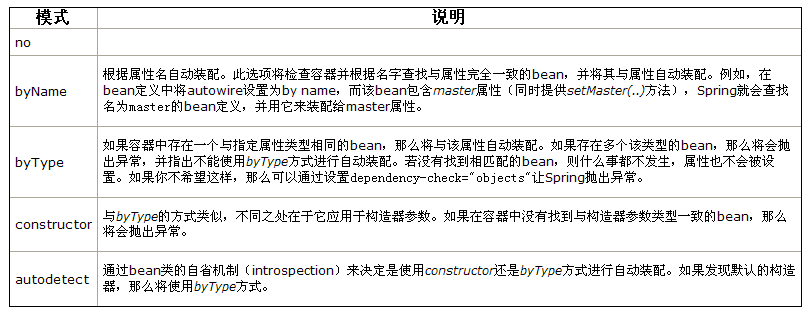 模式 说明
no
byName 根据属性名自动装配。此选项将检查容器并根据名字查找与属性完全一致的bean，并将其与属性自动装配。例如，在
bean定义中将autowire设置为by name，而该bean包含master属性（同时提供setMaster(..)方法），Spring就会查找
名为master的bean定义，并用它来装配给master属性。
byType 如果容器中存在一个与指定属性类型相同的bean，那么将与该属性自动装配。如果存在多个该类型的bean，那么将会抛
出异常，并指出不能使用byType方式进行自动装配。若没有找到相匹配的bean，则什么事都不发生，属性也不会被设
置。如果你不希望这样，那么可以通过设置dependency-check="objects"让Spring抛出异常。
constructor 与byType的方式类似，不同之处在于它应用于构造器参数。如果在容器中没有找到与构造器参数类型一致的bean，那么
将会抛出异常。
autodetect 通过bean类的自省机制（introspection）来决定是使用constructor还是byType方式进行自动装配。如果发现默认的构造
器，那么将使用byType方式。